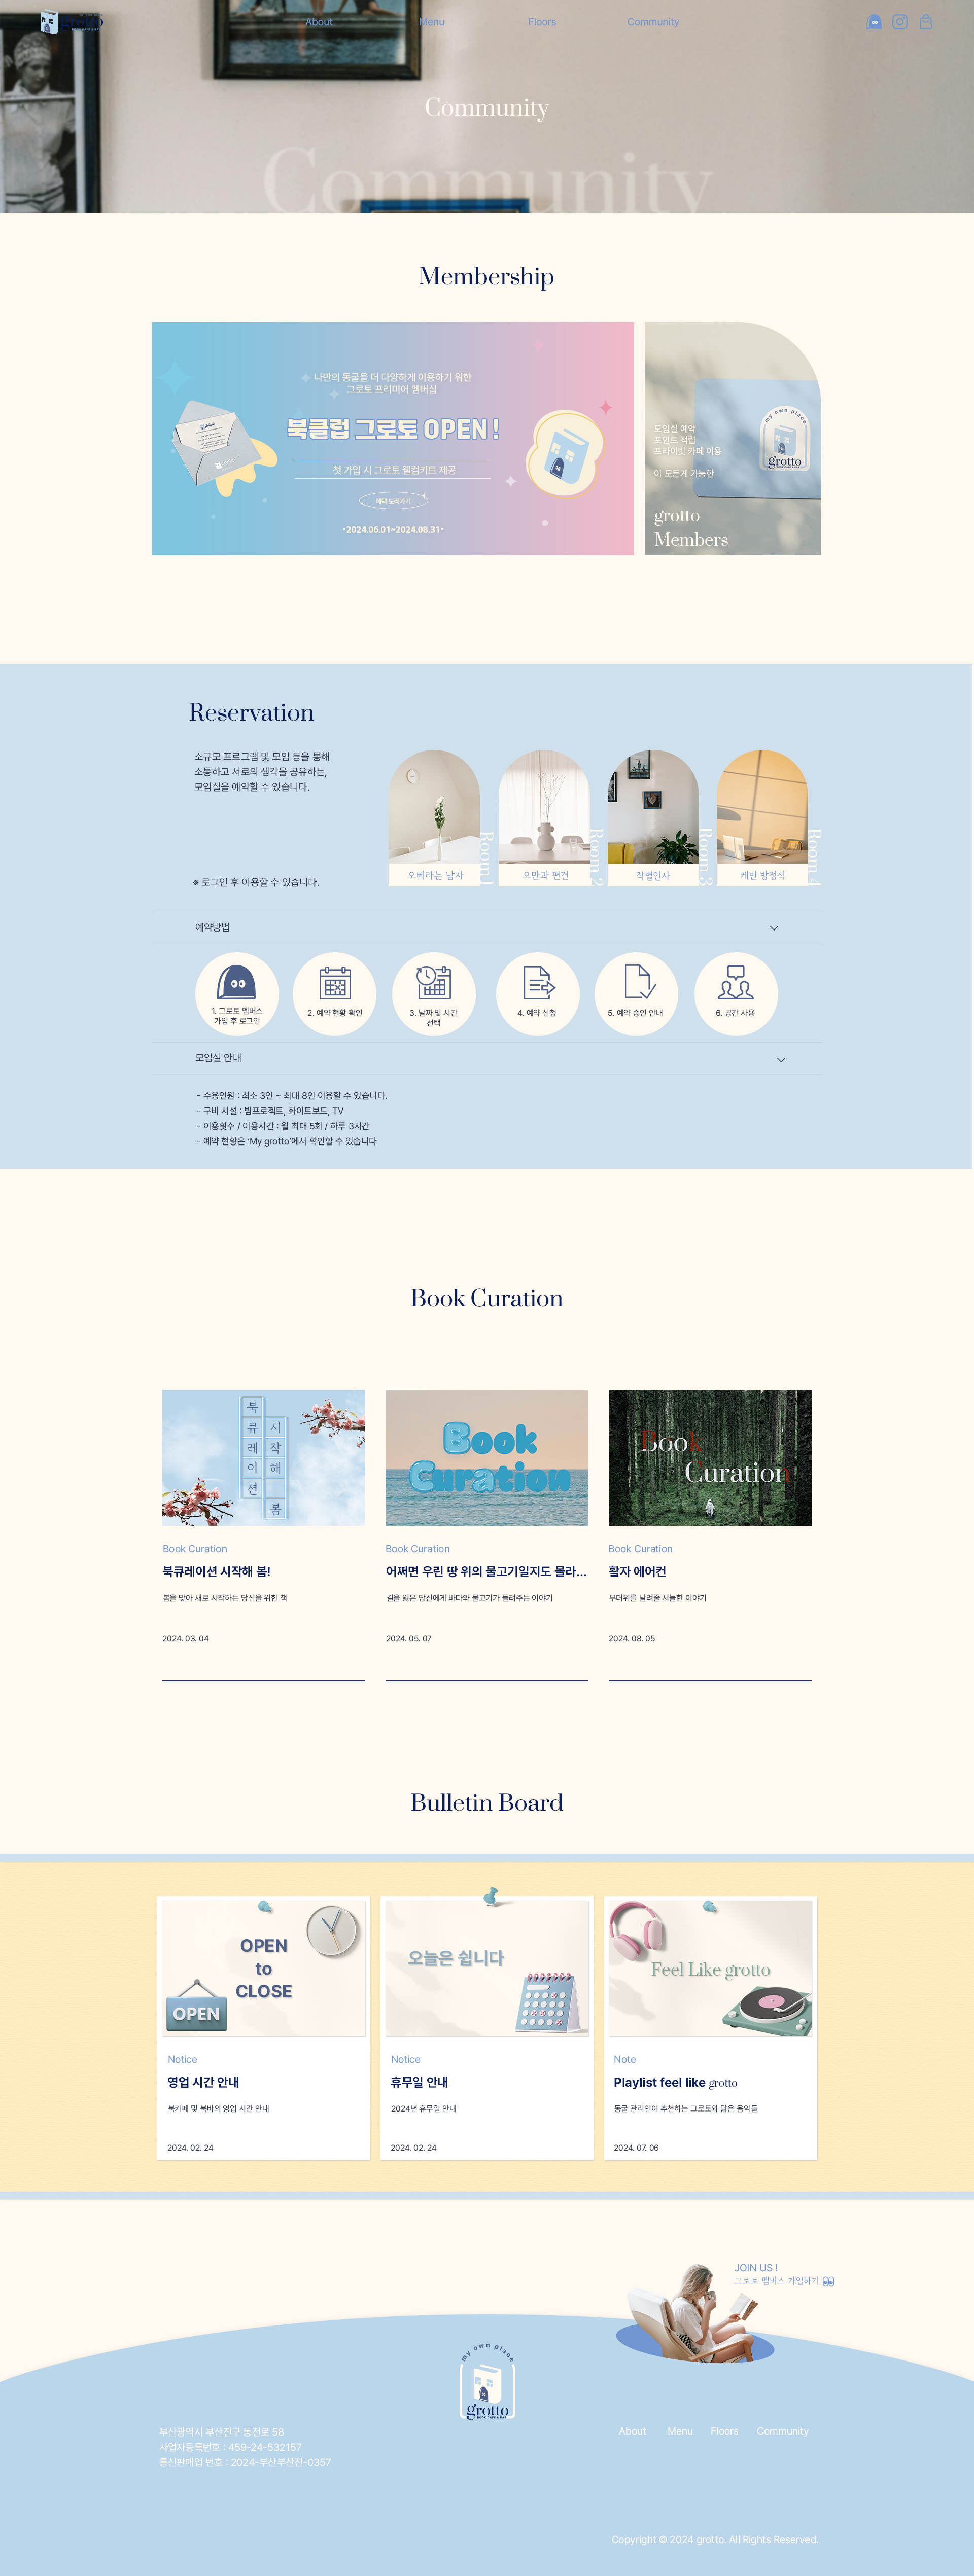 grotto
About
Menu
Floors
Community
Community
Community
Membership
나만의 동굴을 더 다양하게 이용하기 위한
그로토 프리미어 멤버십
북클럽 그로토 OPEN !
첫 가입 시 그로토 웰컴키트 제공
혜택 보러가기
•2024.06.01~2024.08.31•
모임실 예약
포인트 적립
프라이빗 카페 이용
이 모든게 가능한
grotto
Members
my own place
grotto
Reservation
소규모 프로그램 및 모임 등을 통해
소통하고 서로의 생각을 공유하는,
모임실을 예약할 수 있습니다.
※ 로그인 후 이용할 수 있습니다.
Room 1
오베라는 남자
Room 2
오만과 편견
Room 3
작별인사
Room 4
케빈 방정식
예약방법
1. 그로토 멤버스
가입 후 로그인
2. 예약 현황 확인
3. 날짜 및 시간
선택
4. 예약 신청
5. 예약 승인 안내
6. 공간 사용
모임실 안내
- 수용인원 : 최소 3인 ~ 최대 8인 이용할 수 있습니다.
- 구비 시설 : 빔프로젝트, 화이트보드, TV
- 이용횟수 / 이용시간 : 월 최대 5회 / 하루 3시간
- 예약 현황은 ‘My grotto’에서 확인할 수 있습니다
Book Curation
북큐레이션
시작해 봄
Book Curation
북큐레이션 시작해 봄!
봄을 맞아 새로 시작하는 당신을 위한 책
2024. 03. 04
Book
Curation
Book Curation
어쩌면 우린 땅 위의 물고기일지도 몰라...
길을 잃은 당신에게 바다와 물고기가 들려주는 이야기
2024. 05. 07
Book
Curation
Book Curation
활자 에어컨
무더위를 날려줄 서늘한 이야기
2024. 08. 05
Bulletin Board
OPEN
to
CLOSE
OPEN
Notice
영업 시간 안내
북카페 및 북바의 영업 시간 안내
2024. 02. 24
오늘은 쉽니다
Notice
휴무일 안내
2024년 휴무일 안내
2024. 02. 24
Feel Like grotto
Note
Playlist feel like grotto
동굴 관리인이 추천하는 그로토와 닮은 음악들
2024. 07. 06
JOIN US !
그로토 멤버스 가입하기
my own place
grotto
BOOK CAFE & BAR
부산광역시 부산진구 동천로 58
사업자등록번호 : 459-24-532157
통신판매업 번호 : 2024-부산부산진-0357
About
Menu
Floors
Community
Copyright © 2024 grotto. All Rights Reserved.